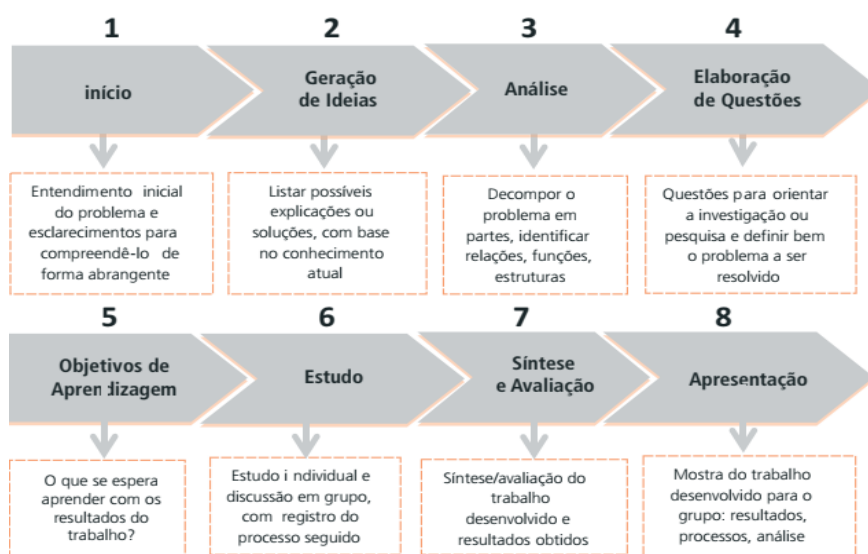 1
início
Entendimento inicial
do problema e
esclarecimentos para
compreendê-lo de
forma abrangente
2
Geração
de Ideias
Listar possíveis
explicações ou
soluções, com base
no conhecimento
atual
3
Análise
Decompor o
problema em
partes, identificar
relações, funções,
estruturas
4
Elaboração
de Questões
Questões para orientar
a investigação ou
pesquisa e definir bem
o problema a ser
resolvido
5
Objetivos de
Aprendizagem
O que se espera
aprender com os
resultados do
trabalho?
6
Estudo
Estudo individual e
discussão em grupo,
com registro do
processo seguido
7
Síntese
e Avaliação
Síntese/avaliação do
trabalho
desenvolvido e
resultados obtidos
8
Apresentação
Mostra do trabalho
desenvolvido para o
grupo: resultados,
processos, análise